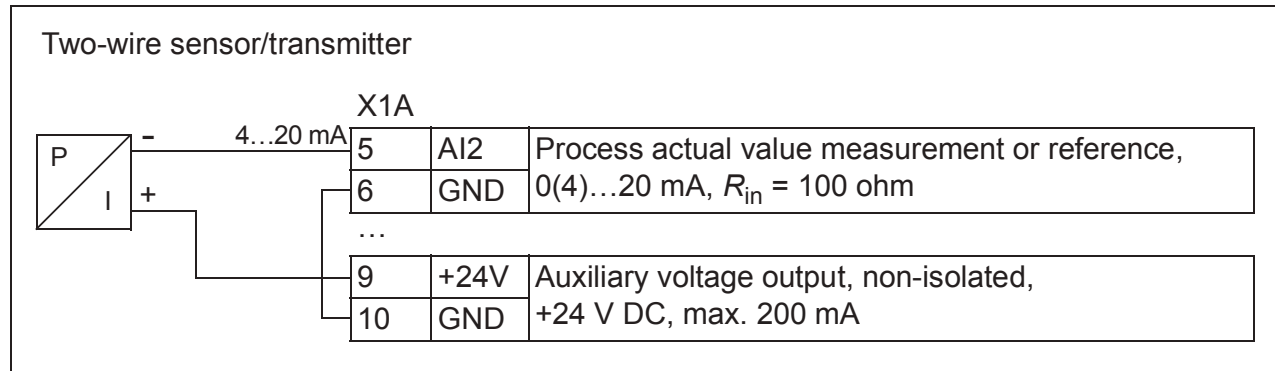 Two-wire sensor/transmitter
X1A
P
I
-
+
4…20 mA
5 AI2 Process actual value measurement or reference,
6 GND 0(4)…20 mA, Rin = 100 ohm
…
9 +24V Auxiliary voltage output, non-isolated,
10 GND +24 V DC, max. 200 mA